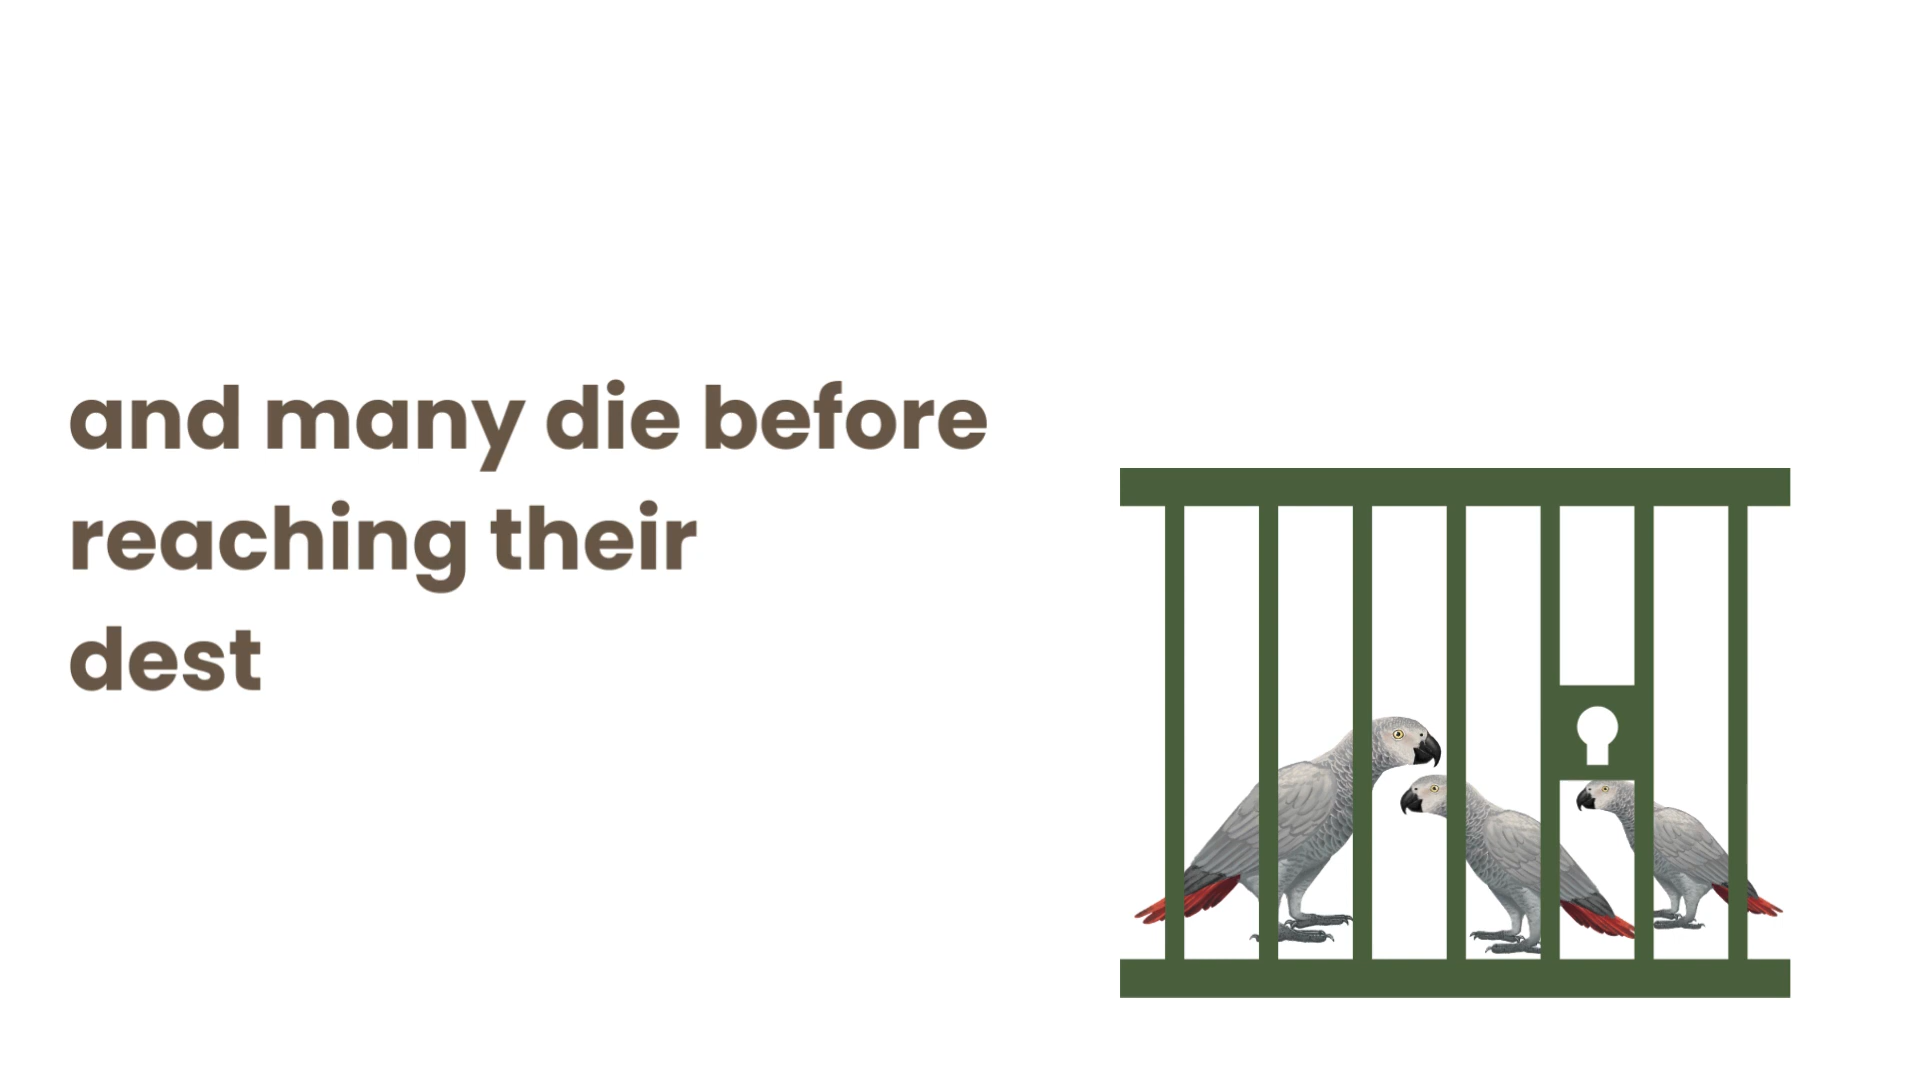 and many die before
reaching their
dest